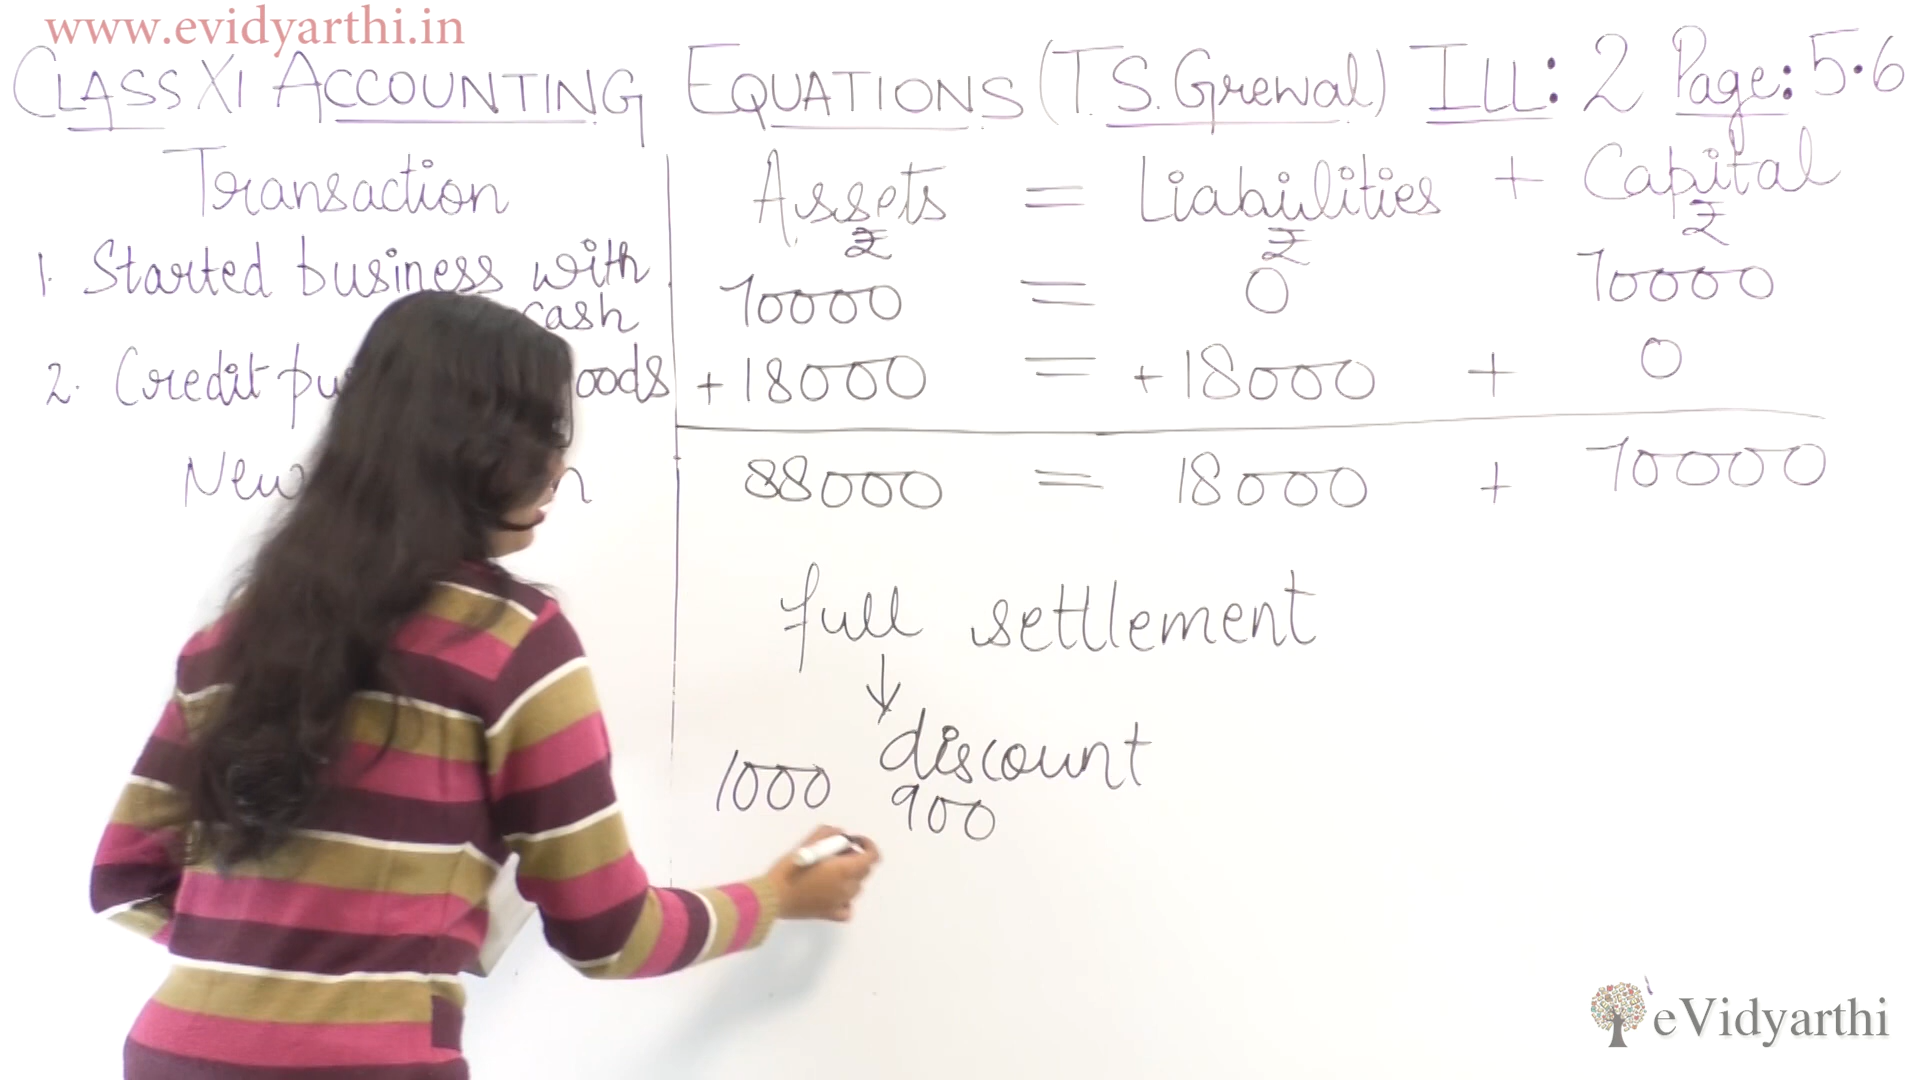 www.evidyarthi.in
CLASS XI ACCOUNTING EQUATIONS (T.S. Grewal) ILL: 2 Page: 5.6
Transaction Assets = Liabilities + Capital
₹ ₹ ₹
1. Started business with
cash 70000 = 0 70000
2. Credit oods +18000 = +18000 + 0
New 88000 = 18000 + 70000
full settlement
↓
discount
1000 900
eVidyarthi